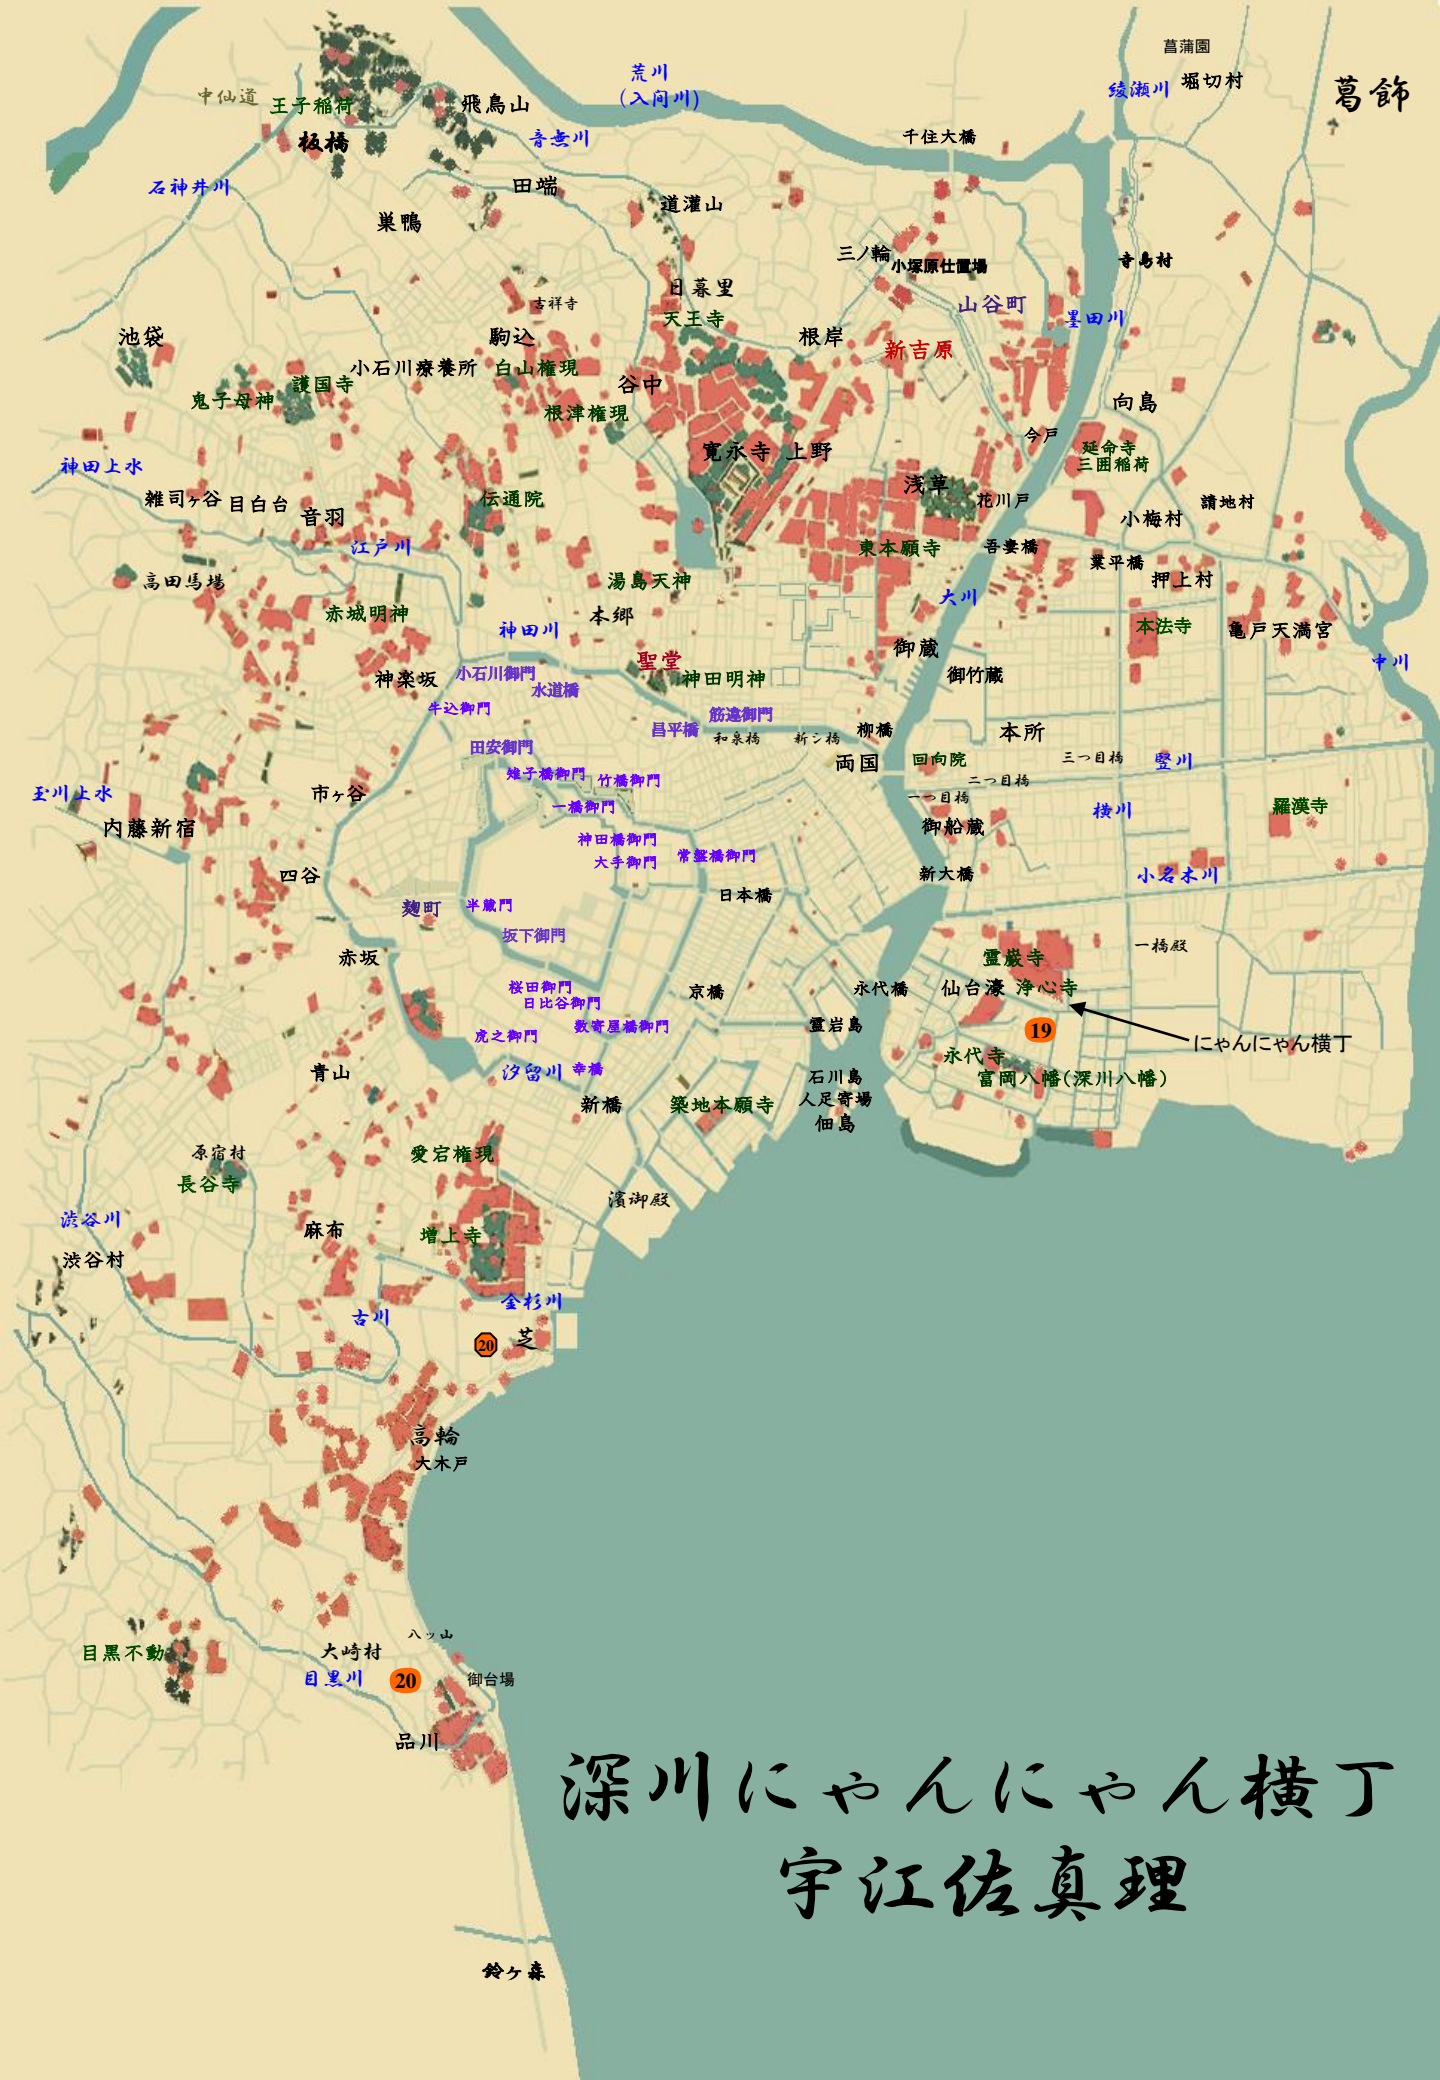 菖蒲園
荒川
(入间川)
綾瀬川
堀切村
葛飾
中仙道
王子稲荷
飛鳥山
板橋
音無川
千住大橋
石神井川
田端
道灌山
巣鴨
三ノ輪
小塚原仕置場
寺島村
日暮里
吉祥寺
山谷町
墨田川
天王寺
池袋
駒込
根岸
新吉原
小石川療養所
白山権現
護国寺
谷中
鬼子母神
根津権現
向島
今戸
延命寺
三囲稲荷
寛永寺
上野
神田上水
浅草
雑司ヶ谷
目白台
伝通院
花川戸
請地村
音羽
小梅村
江戸川
東本願寺
吾妻橋
業平橋
高田馬場
湯島天神
押上村
大川
赤城明神
本郷
神田川
本法寺
亀戸天満宮
御蔵
聖堂
中川
神楽坂
小石川御門
水道橋
神田明神
御竹蔵
牛込御門
筋違御門
昌平橋
和泉橋
新シ橋
柳橋
本所
田安御門
両国
回向院
三つ目橋
竪川
雉子橋御門
竹橋御門
二つ目橋
玉川上水
市ヶ谷
一橋御門
一つ目橋
横川
羅漢寺
内藤新宿
神田橋御門
御船蔵
大手御門
常盤橋御門
四谷
新大橋
小名木川
日本橋
麹町
半蔵門
坂下御門
一橋殿
赤坂
霊厳寺
桜田御門
京橋
永代橋
仙台濠
浄心寺
日比谷御門
数寄屋橋御門
霊岩島
19
虎之御門
にゃんにゃん横丁
永代寺
青山
汐留川
幸橋
石川島
富岡八幡(深川八幡)
人足寄場
新橋
築地本願寺
佃島
原宿村
愛宕権現
長谷寺
濱御殿
渋谷川
麻布
増上寺
渋谷村
金杉川
古川
芝
20
高輪
大木戸
八ッ山
目黒不動
大崎村
目黒川
20
御台場
品川
深川にゃんにゃん横丁
宇江佐真理
鈴ヶ森